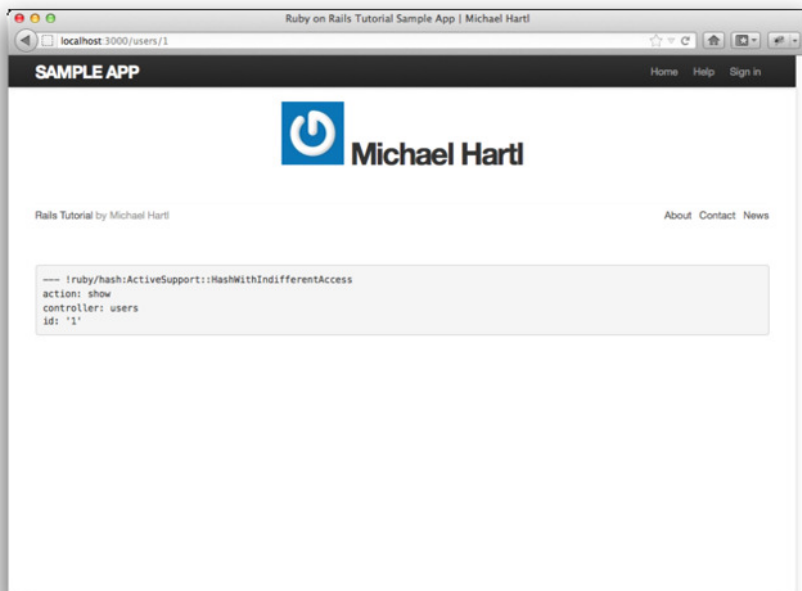 Ruby on Rails Tutorial Sample App | Michael Hartl
localhost:3000/users/1
SAMPLE APP
Home Help Sign in
Michael Hartl
Rails Tutorial by Michael Hartl
About Contact News
--- !ruby/hash:ActiveSupport::HashWithIndifferentAccess
action: show
controller: users
id: '1'